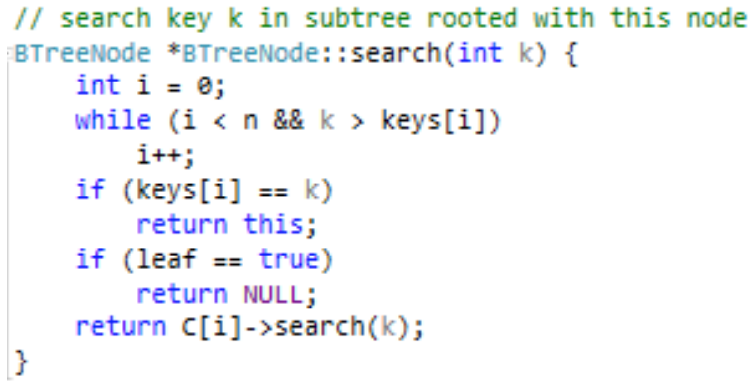 // search key k in subtree rooted with this node
BTreeNode *BTreeNode::search(int k) {
    int i = 0;
    while (i < n && k > keys[i])
        i++;
    if (keys[i] == k)
        return this;
    if (leaf == true)
        return NULL;
    return C[i]->search(k);
}